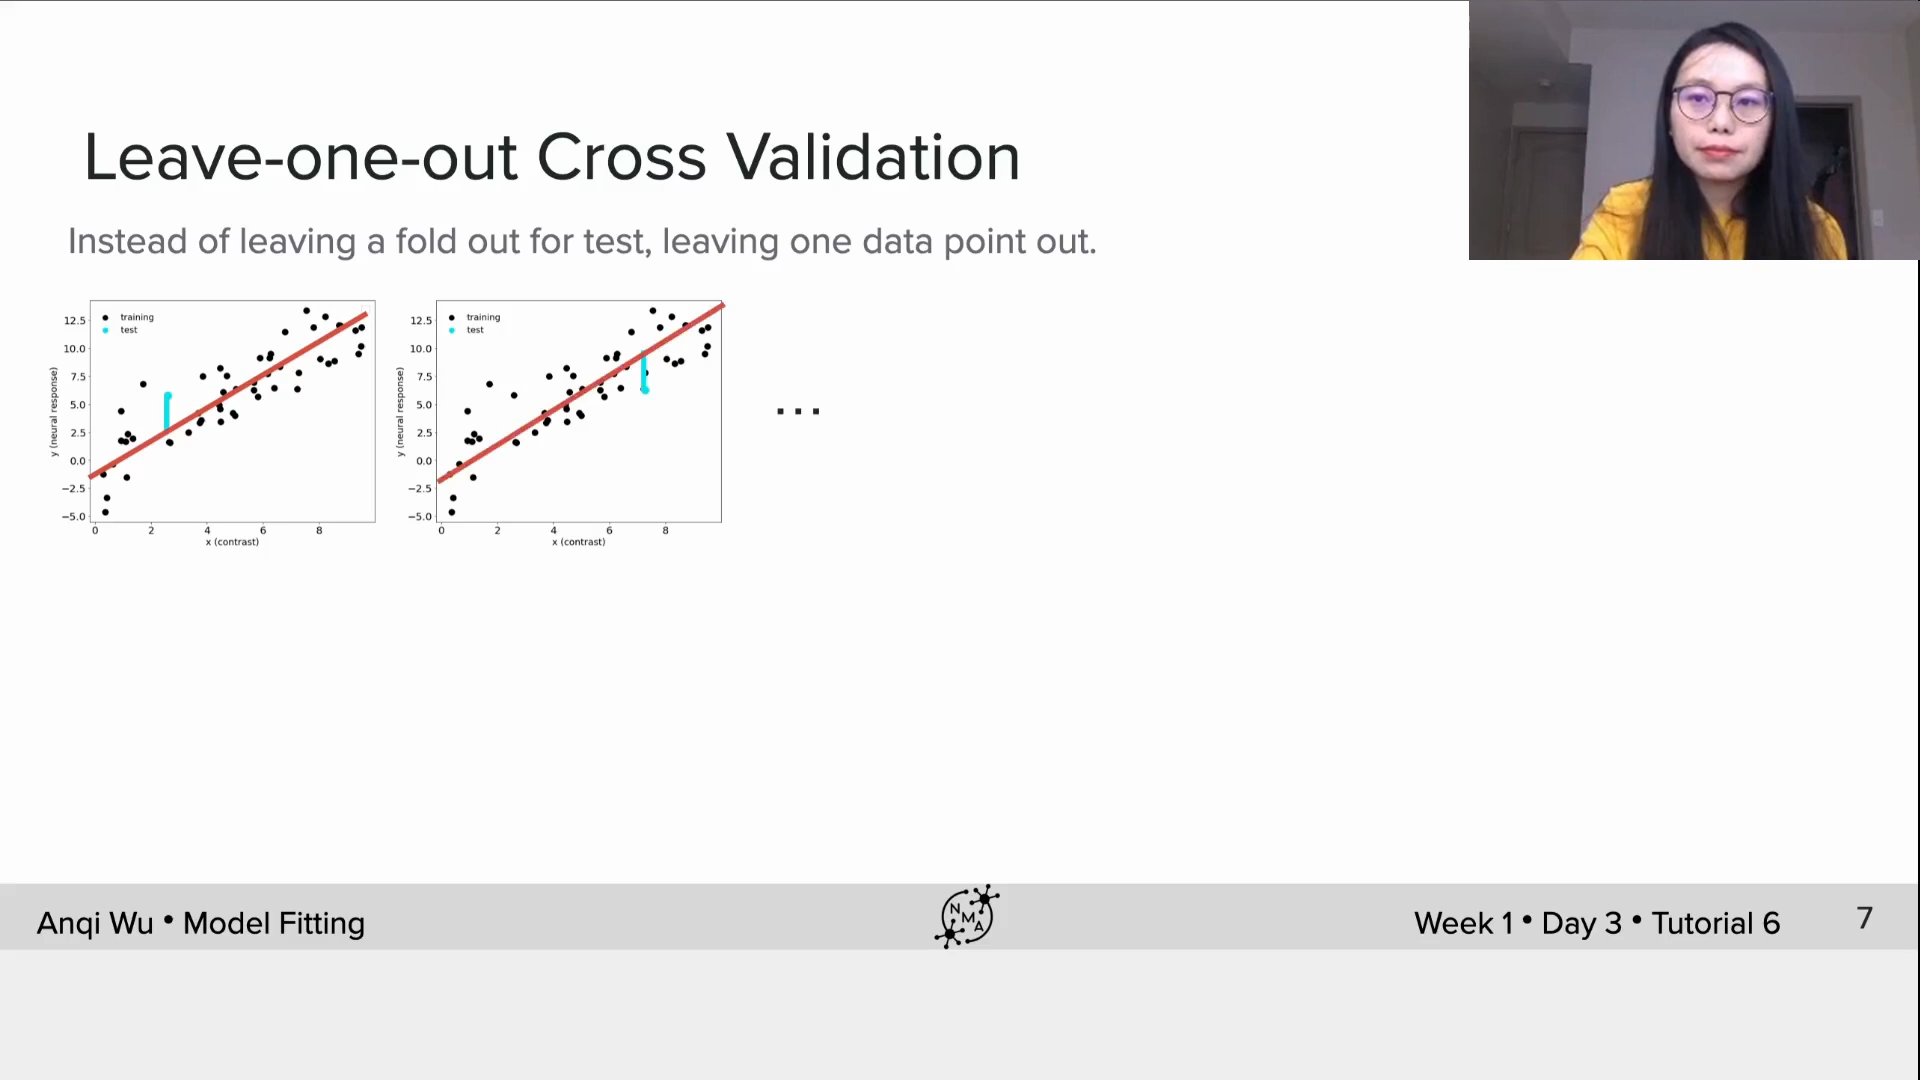 Leave-one-out Cross Validation
Instead of leaving a fold out for test, leaving one data point out.
training
test
12.5
10.0
7.5
5.0
2.5
0.0
−2.5
−5.0
y (neural response)
0 2 4 6 8
x (contrast)
training
test
12.5
10.0
7.5
5.0
2.5
0.0
−2.5
−5.0
y (neural response)
0 2 4 6 8
x (contrast)
...
Anqi Wu • Model Fitting
NMA
Week 1 • Day 3 • Tutorial 6
7